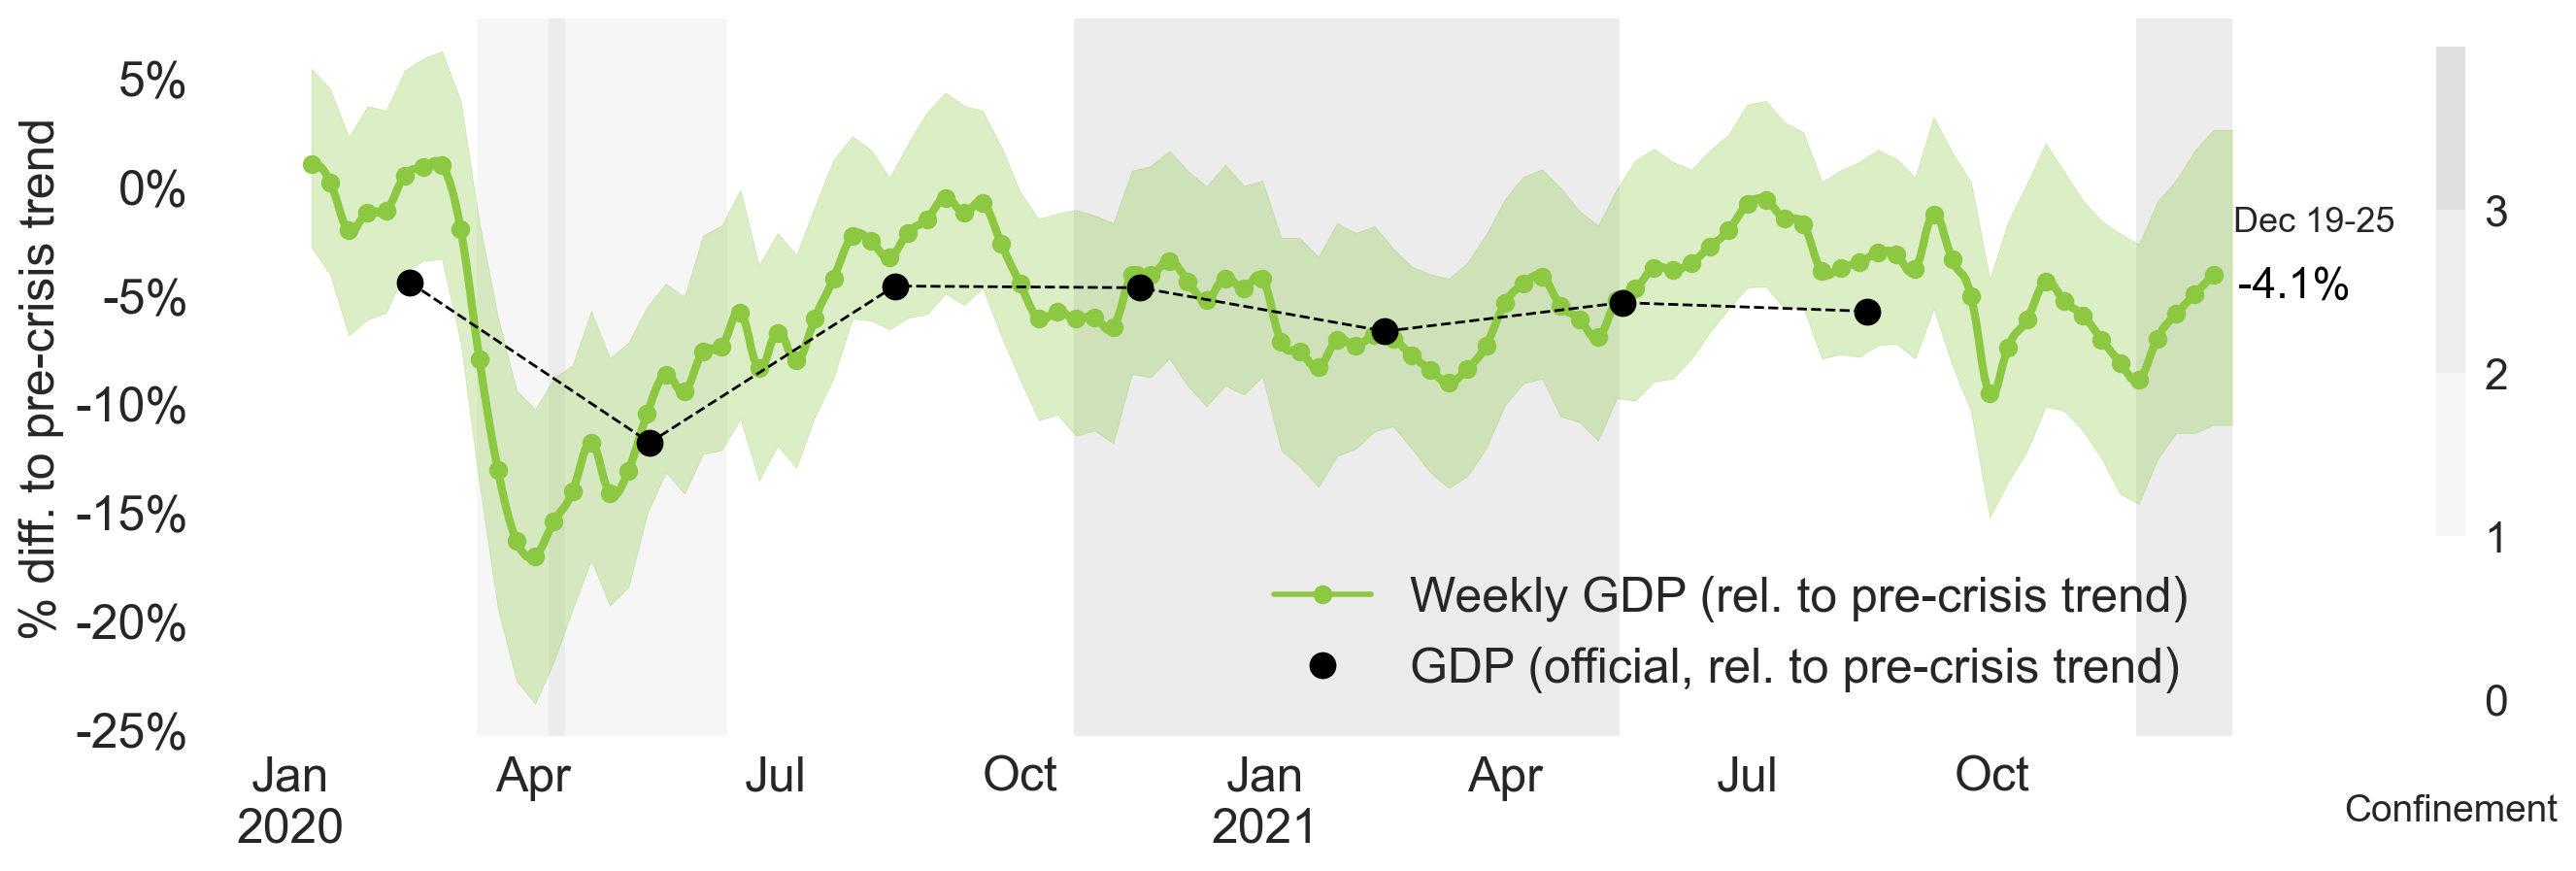 % diff. to pre-crisis trend
5%
0%
-5%
-10%
-15%
-20%
-25%
Jan
2020
Apr
Jul
Oct
Jan
2021
Apr
Jul
Oct
Weekly GDP (rel. to pre-crisis trend)
GDP (official, rel. to pre-crisis trend)
Dec 19-25
-4.1%
3
2
1
0
Confinement